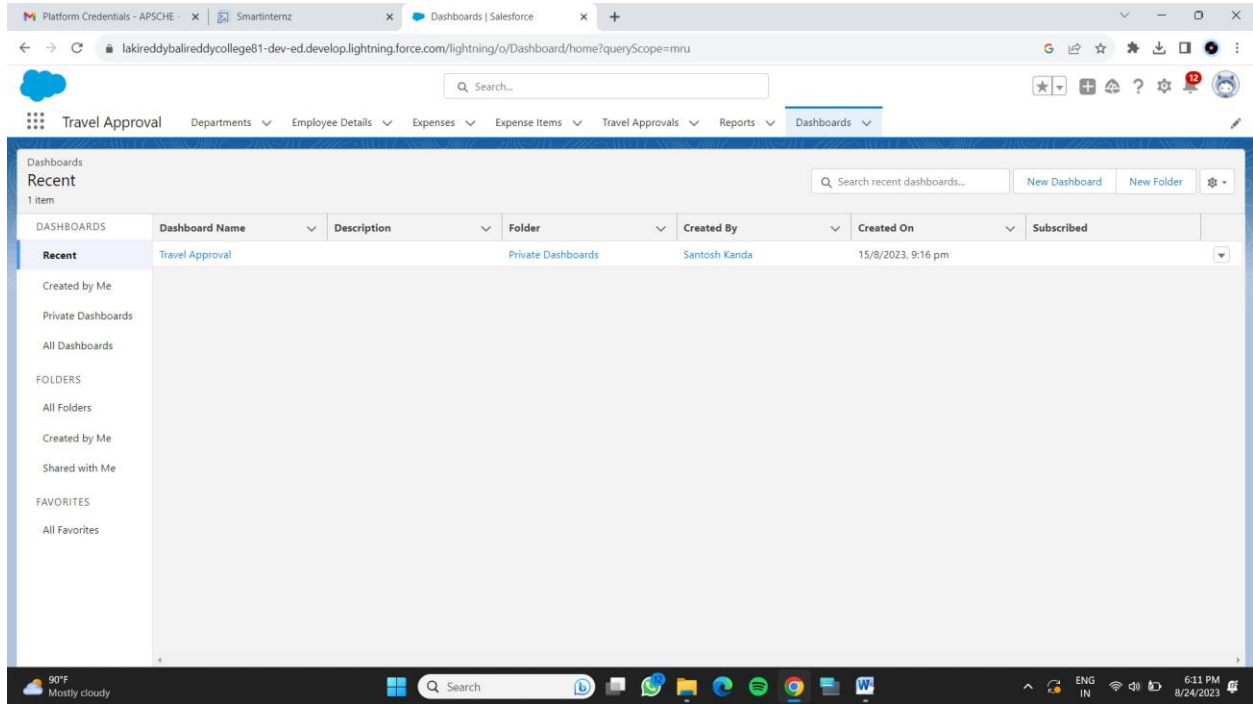 Platform Credentials - APSCHE - Smartinternz Dashboards | Salesforce
lakireddybalireddycollege81-dev-ed.develop.lightning.force.com/lightning/o/Dashboard/home?queryScope=mru
Search...
12
Travel Approval Departments Employee Details Expenses Expense Items Travel Approvals Reports Dashboards
Dashboards
Recent
1 item
Search recent dashboards...
New Dashboard New Folder
DASHBOARDS Dashboard Name Description Folder Created By Created On Subscribed
Recent Travel Approval Private Dashboards Santosh Kanda 15/8/2023, 9:16 pm
Created by Me
Private Dashboards
All Dashboards
FOLDERS
All Folders
Created by Me
Shared with Me
FAVORITES
All Favorites
90°F
Mostly cloudy
Search
ENG
IN
6:11 PM
8/24/2023